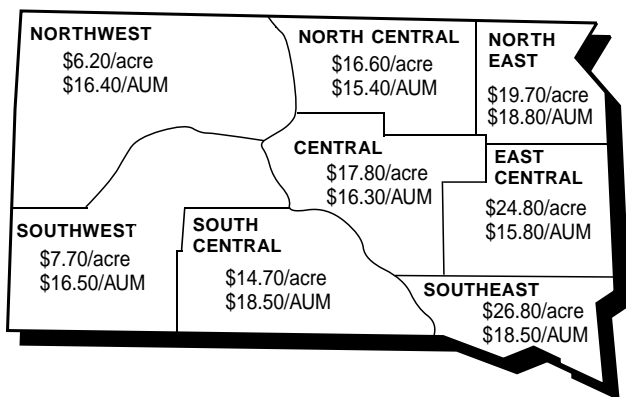 NORTHWEST
$6.20/acre
$16.40/AUM
NORTH CENTRAL
$16.60/acre
$15.40/AUM
NORTH
EAST
$19.70/acre
$18.80/AUM
CENTRAL
$17.80/acre
$16.30/AUM
EAST
CENTRAL
$24.80/acre
$15.80/AUM
SOUTHWEST
$7.70/acre
$16.50/AUM
SOUTH
CENTRAL
$14.70/acre
$18.50/AUM
SOUTHEAST
$26.80/acre
$18.50/AUM